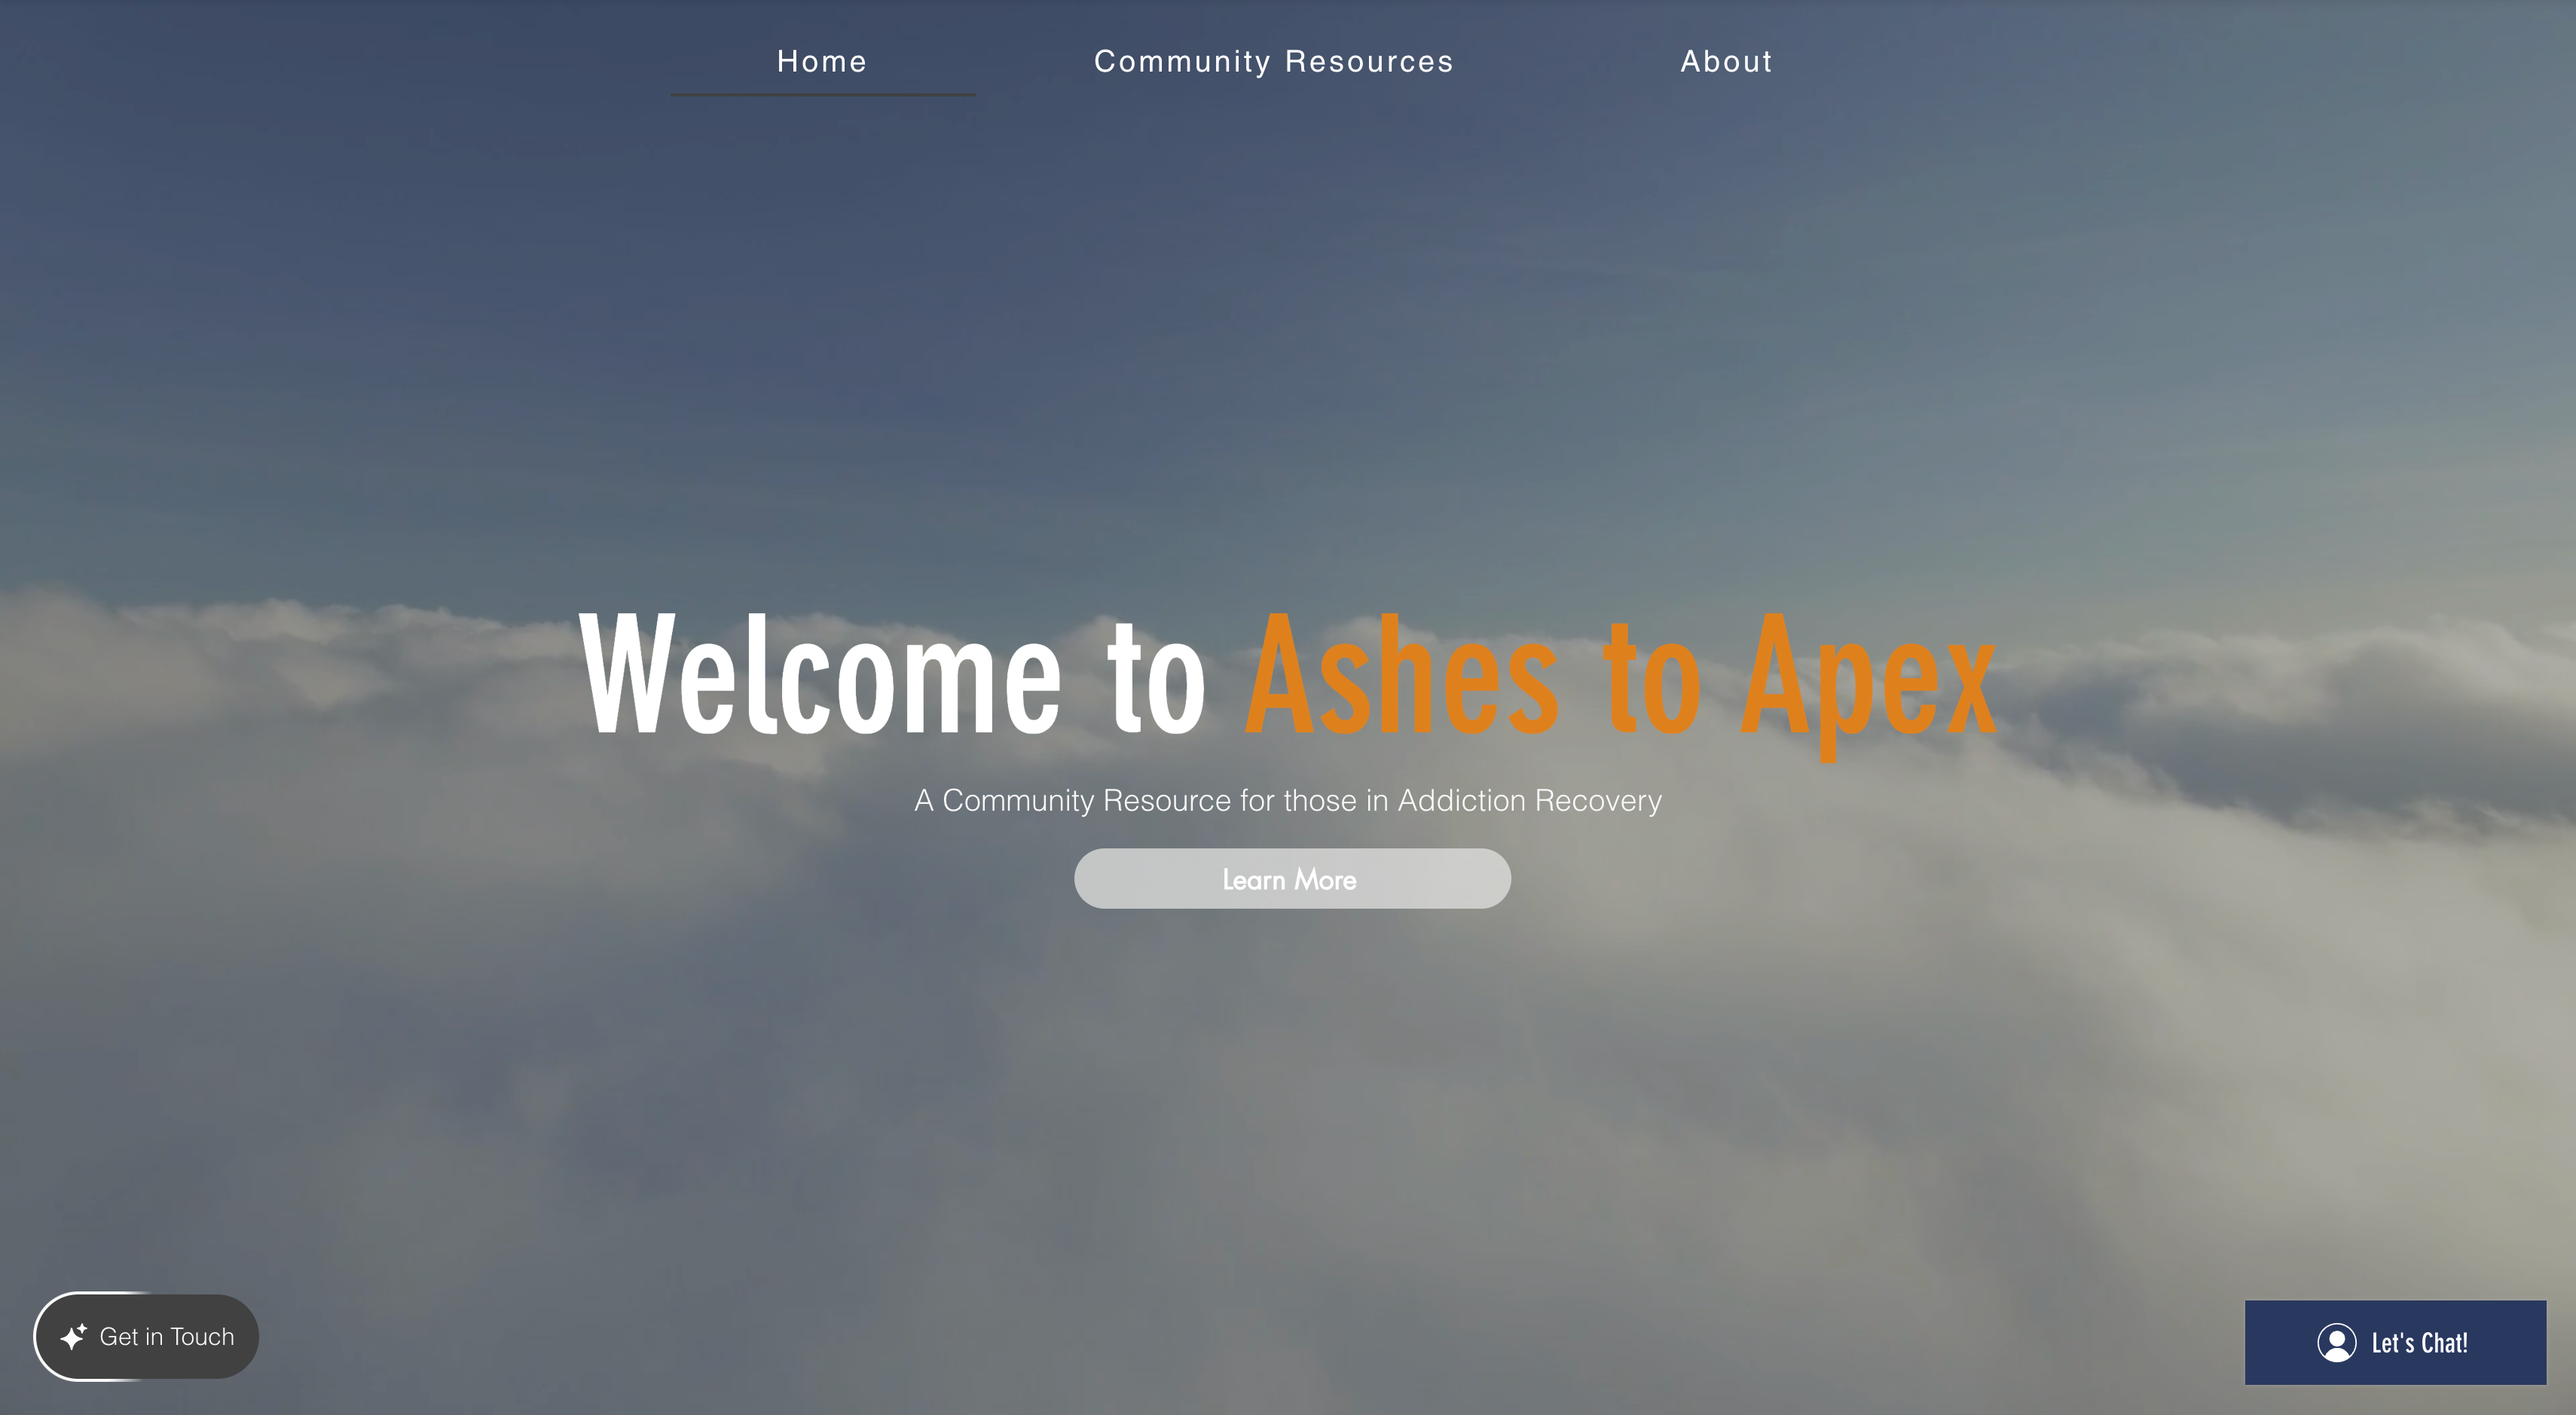 Home
Community Resources
About
Welcome to Ashes to Apex
A Community Resource for those in Addiction Recovery
Learn More
Get in Touch
Let's Chat!